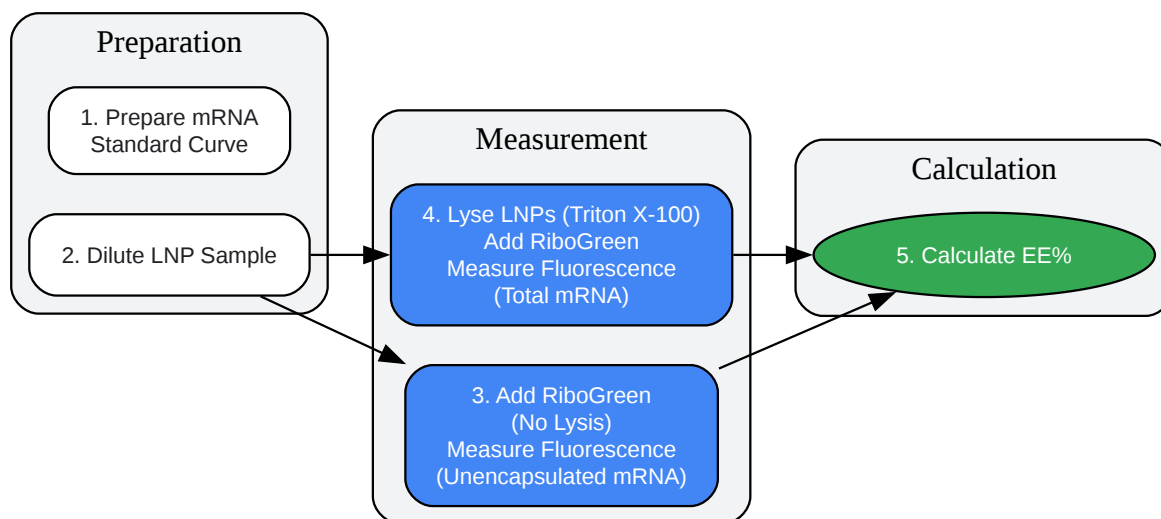 Preparation
1. Prepare mRNA
Standard Curve
2. Dilute LNP Sample
Measurement
4. Lyse LNPs (Triton X-100)
Add RiboGreen
Measure Fluorescence
(Total mRNA)
3. Add RiboGreen
(No Lysis)
Measure Fluorescence
(Unencapsulated mRNA)
Calculation
5. Calculate EE%